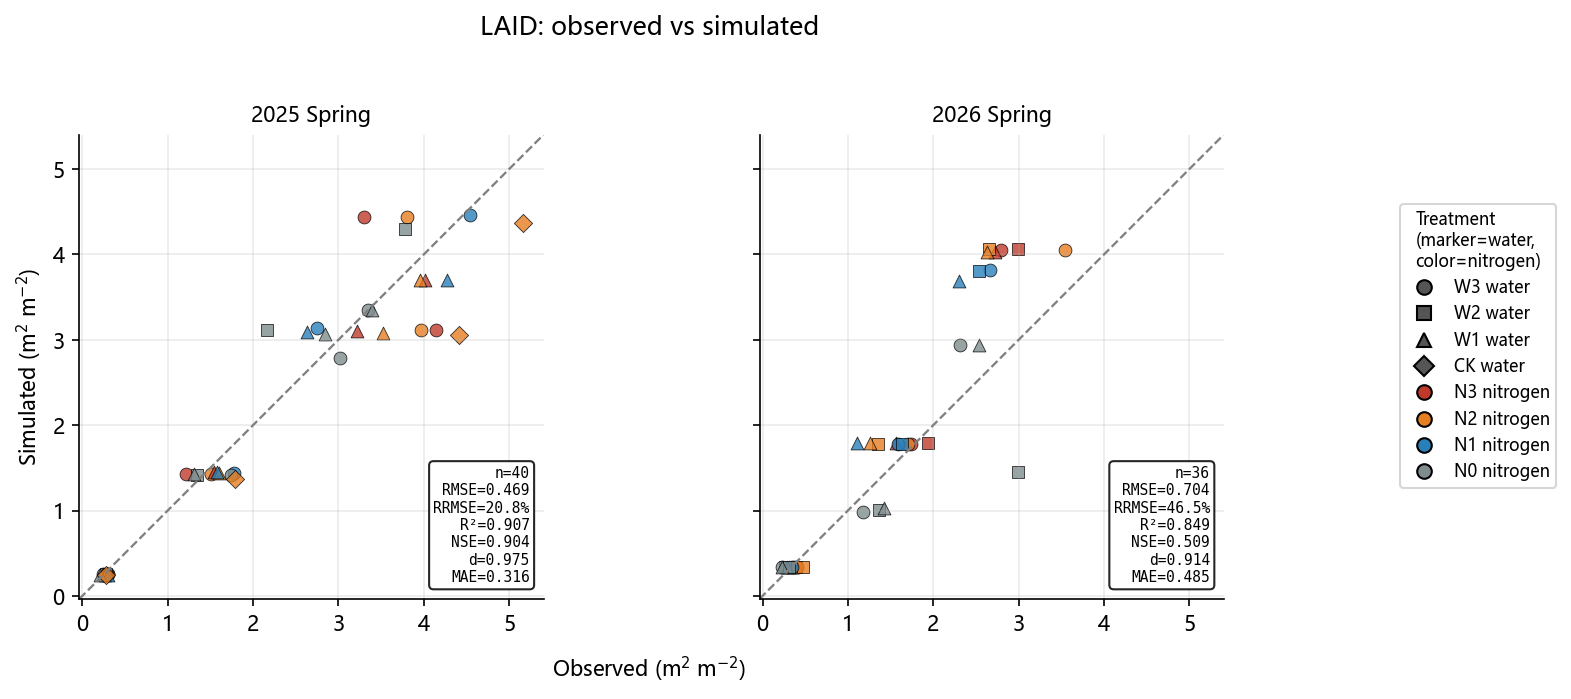 LAID: observed vs simulated
2025 Spring
2026 Spring
Simulated (m² m⁻²)
5
4
3
2
1
0
0 1 2 3 4 5
n=40
RMSE=0.469
RRMSE=20.8%
R²=0.907
NSE=0.904
d=0.975
MAE=0.316
0 1 2 3 4 5
n=36
RMSE=0.704
RRMSE=46.5%
R²=0.849
NSE=0.509
d=0.914
MAE=0.485
Observed (m² m⁻²)
Treatment
(marker=water,
color=nitrogen)
W3 water
W2 water
W1 water
CK water
N3 nitrogen
N2 nitrogen
N1 nitrogen
N0 nitrogen